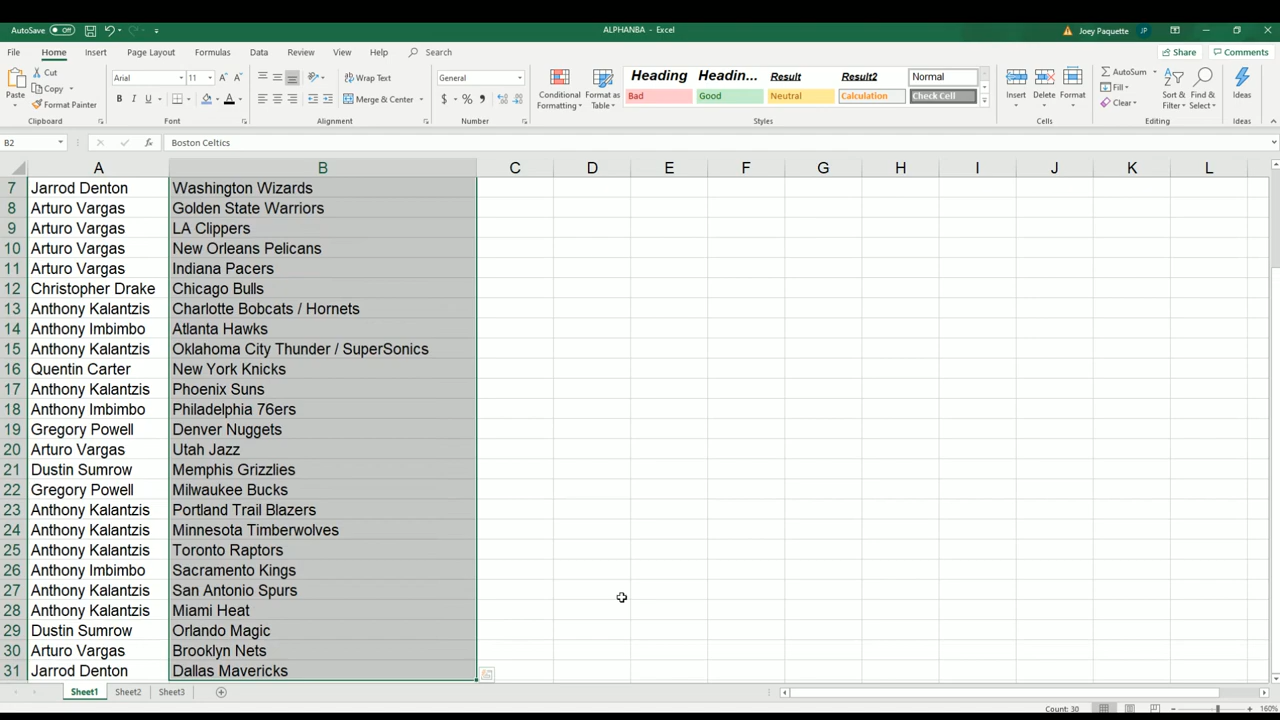 AutoSave Off ALPHANBA - Excel Joey Paquette JP
File Home Insert Page Layout Formulas Data Review View Help Search Share Comments
Paste Cut Copy Format Painter Clipboard
Arial 11 A A B I U A Font
Wrap Text Merge & Center Alignment
General $ % Number
Conditional Formatting Format as Table
Heading Headin... Result Result2 Normal
Bad Good Neutral Calculation Check Cell
Styles
Insert Delete Format Cells
AutoSum Fill Clear Sort & Filter Find & Select Editing
Ideas Ideas
B2 fx Boston Celtics
A B C D E F G H I J K L
7 Jarrod Denton Washington Wizards
8 Arturo Vargas Golden State Warriors
9 Arturo Vargas LA Clippers
10 Arturo Vargas New Orleans Pelicans
11 Arturo Vargas Indiana Pacers
12 Christopher Drake Chicago Bulls
13 Anthony Kalantzis Charlotte Bobcats / Hornets
14 Anthony Imbimbo Atlanta Hawks
15 Anthony Kalantzis Oklahoma City Thunder / SuperSonics
16 Quentin Carter New York Knicks
17 Anthony Kalantzis Phoenix Suns
18 Anthony Imbimbo Philadelphia 76ers
19 Gregory Powell Denver Nuggets
20 Arturo Vargas Utah Jazz
21 Dustin Sumrow Memphis Grizzlies
22 Gregory Powell Milwaukee Bucks
23 Anthony Kalantzis Portland Trail Blazers
24 Anthony Kalantzis Minnesota Timberwolves
25 Anthony Kalantzis Toronto Raptors
26 Anthony Imbimbo Sacramento Kings
27 Anthony Kalantzis San Antonio Spurs
28 Anthony Kalantzis Miami Heat
29 Dustin Sumrow Orlando Magic
30 Arturo Vargas Brooklyn Nets
31 Jarrod Denton Dallas Mavericks
Sheet1 Sheet2 Sheet3
Count: 30 160%